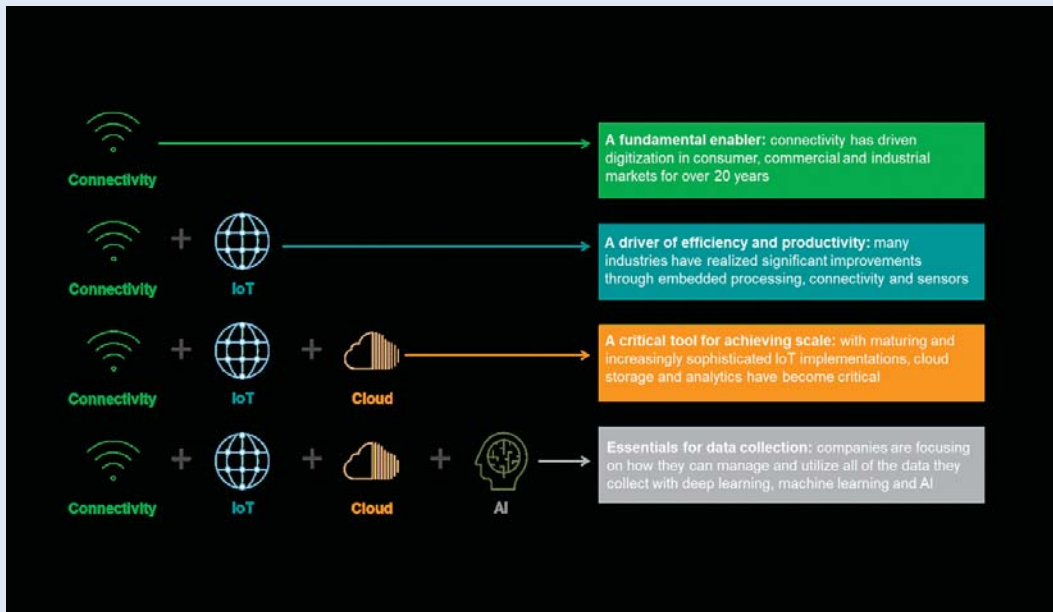 Connectivity
A fundamental enabler: connectivity has driven
digitization in consumer, commercial and industrial
markets for over 20 years
Connectivity
IoT
A driver of efficiency and productivity: many
industries have realized significant improvements
through embedded processing, connectivity and sensors
Connectivity
IoT
Cloud
A critical tool for achieving scale: with maturing and
increasingly sophisticated IoT implementations, cloud
storage and analytics have become critical
Connectivity
IoT
Cloud
AI
Essentials for data collection: companies are focusing
on how they can manage and utilize all of the data they
collect with deep learning, machine learning and AI